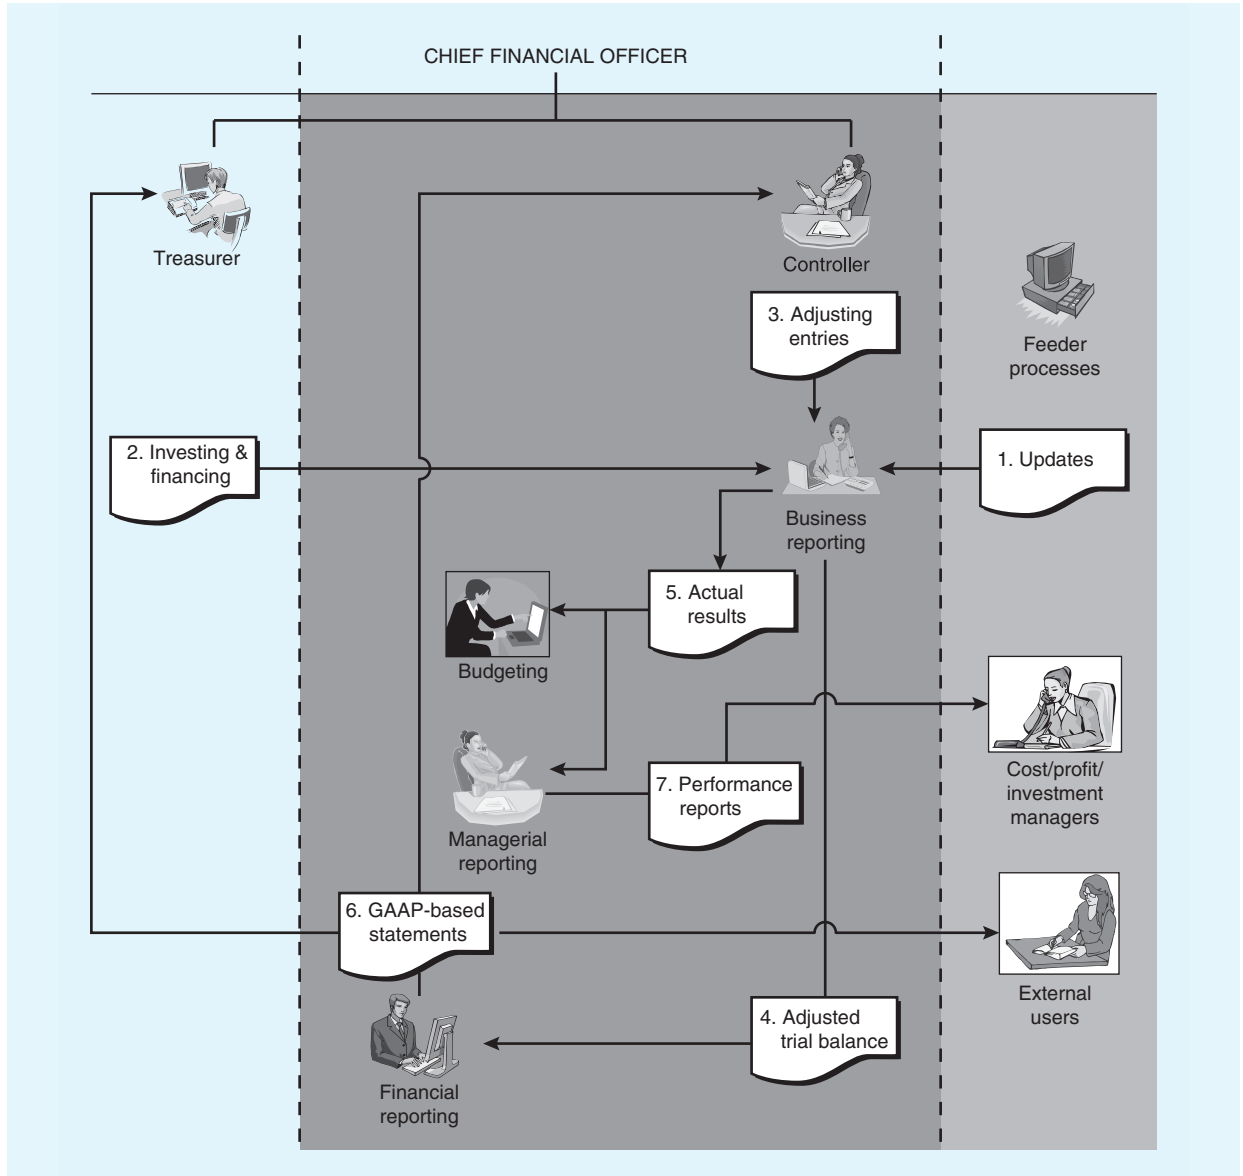 CHIEF FINANCIAL OFFICER
Treasurer
Controller
3. Adjusting
entries
Feeder
processes
2. Investing &
financing
1. Updates
Business
reporting
5. Actual
results
Budgeting
Managerial
reporting
7. Performance
reports
Cost/profit/
investment
managers
6. GAAP-based
statements
External
users
4. Adjusted
trial balance
Financial
reporting